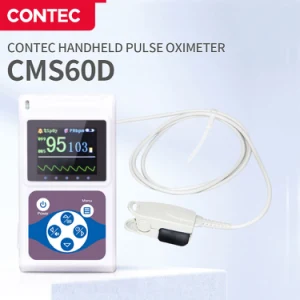 CONTEC
CONTEC HANDHELD PULSE OXIMETER
CMS60D
95 103
Power
Menu